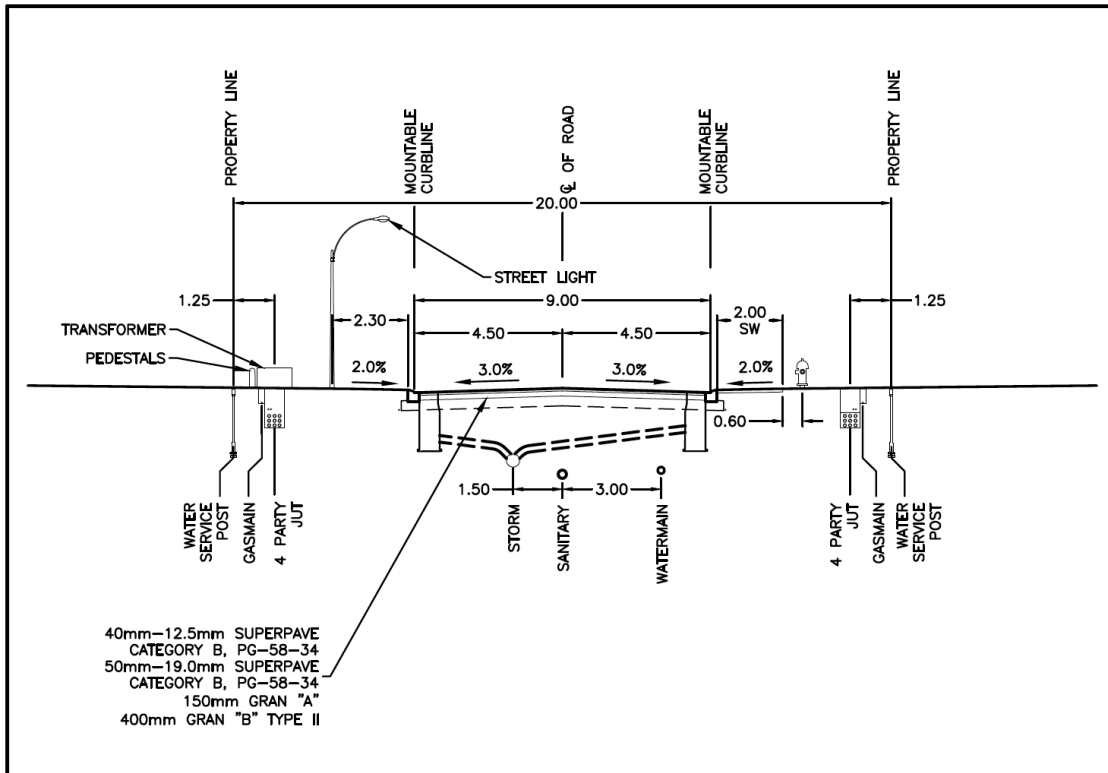 PROPERTY LINE
MOUNTABLE
CURBLINE
℄ OF ROAD
MOUNTABLE
CURBLINE
PROPERTY LINE
20.00
STREET LIGHT
1.25
9.00
2.00
SW
1.25
TRANSFORMER
2.30
4.50
4.50
PEDESTALS
2.0%
3.0%
3.0%
2.0%
0.60
1.50
3.00
WATER
SERVICE
POST
GASMAIN
4 PARTY
JUT
STORM
SANITARY
WATERMAIN
4 PARTY
JUT
GASMAIN
WATER
SERVICE
POST
40mm-12.5mm SUPERPAVE
CATEGORY B, PG-58-34
50mm-19.0mm SUPERPAVE
CATEGORY B, PG-58-34
150mm GRAN "A"
400mm GRAN "B" TYPE II